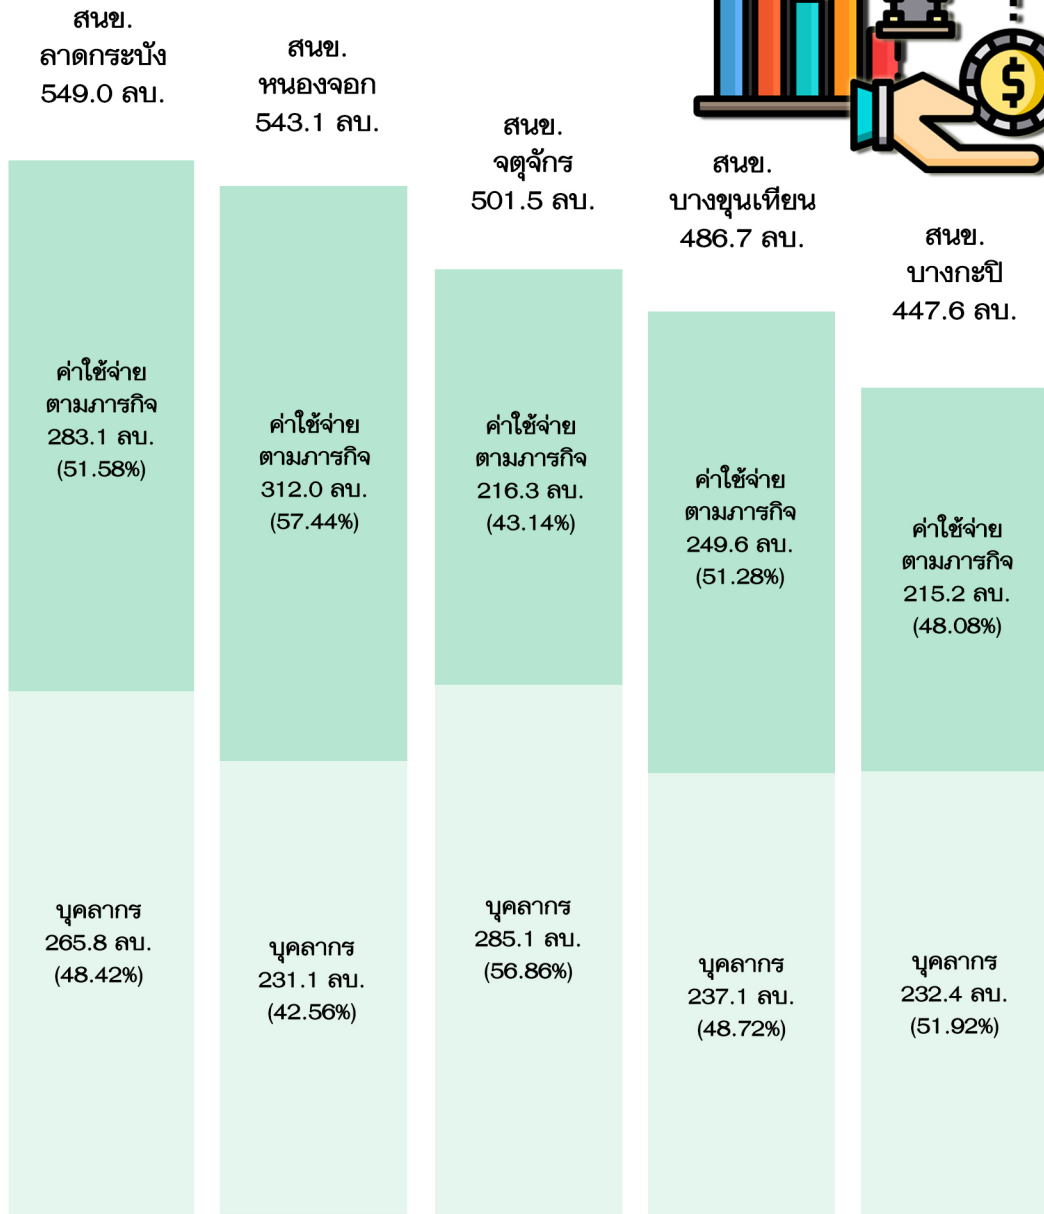 สนข.
ลาดกระบัง
549.0 ลบ.
ค่าใช้จ่าย
ตามภารกิจ
283.1 ลบ.
(51.58%)
บุคลากร
265.8 ลบ.
(48.42%)
สนข.
หนองจอก
543.1 ลบ.
ค่าใช้จ่าย
ตามภารกิจ
312.0 ลบ.
(57.44%)
บุคลากร
231.1 ลบ.
(42.56%)
สนข.
จตุจักร
501.5 ลบ.
ค่าใช้จ่าย
ตามภารกิจ
216.3 ลบ.
(43.14%)
บุคลากร
285.1 ลบ.
(56.86%)
สนข.
บางขุนเทียน
486.7 ลบ.
ค่าใช้จ่าย
ตามภารกิจ
249.6 ลบ.
(51.28%)
บุคลากร
237.1 ลบ.
(48.72%)
$
สนข.
บางกะปิ
447.6 ลบ.
ค่าใช้จ่าย
ตามภารกิจ
215.2 ลบ.
(48.08%)
บุคลากร
232.4 ลบ.
(51.92%)